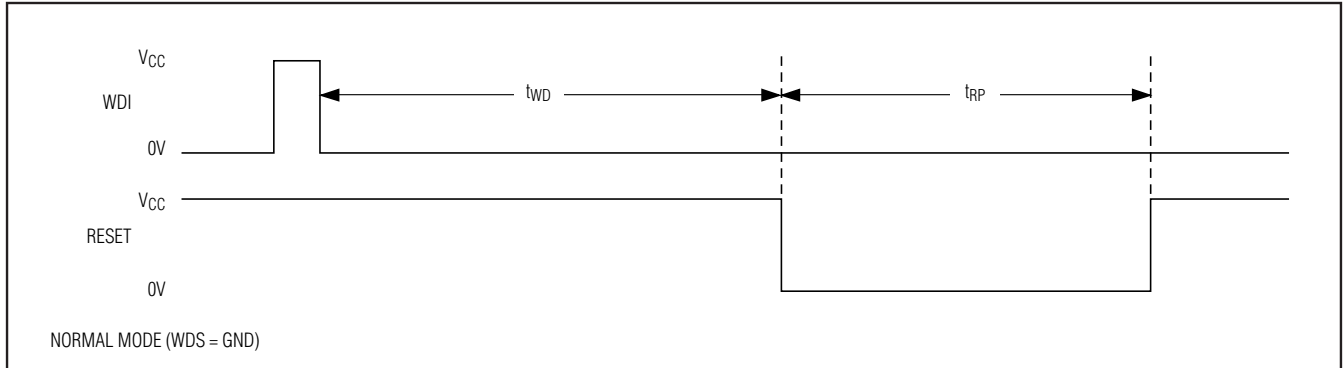 VCC
WDI
tWD
tRP
0V
VCC
RESET
0V
NORMAL MODE (WDS = GND)